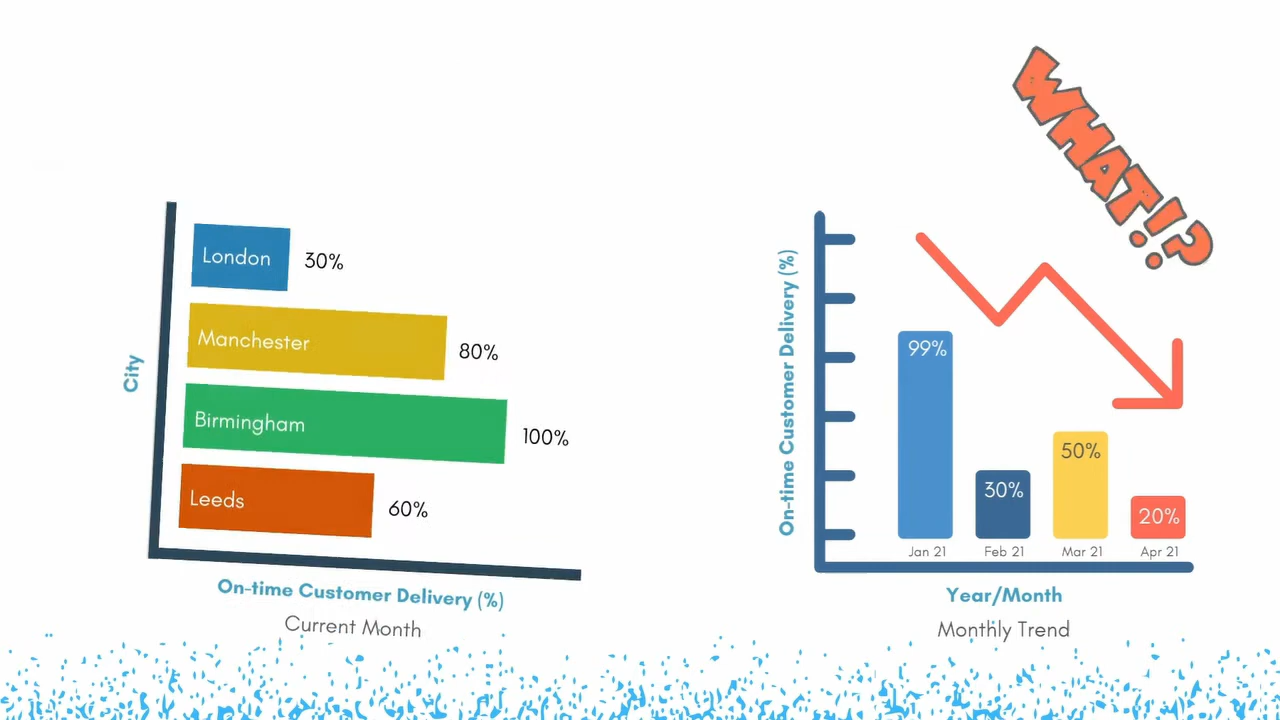 WHAT!?
City
London 30%
Manchester 80%
Birmingham 100%
Leeds 60%
On-time Customer Delivery (%)
Current Month
On-time Customer Delivery (%)
99%
30%
50%
20%
Jan 21 Feb 21 Mar 21 Apr 21
Year/Month
Monthly Trend